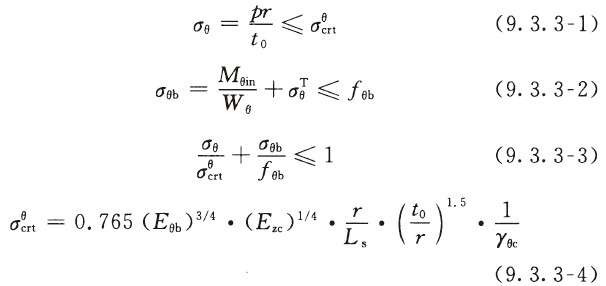 σ_θ = pr/t_0 ⩽ σ_crt^θ (9.3.3-1)
σ_θb = M_θin/W_θ + σ_θ^T ⩽ f_θb (9.3.3-2)
σ_θ/σ_crt^θ + σ_θb/f_θb ⩽ 1 (9.3.3-3)
σ_crt^θ = 0.765 (E_θb)^3/4 · (E_zc)^1/4 · r/L_s · (t_0/r)^1.5 · 1/γ_θc
(9.3.3-4)